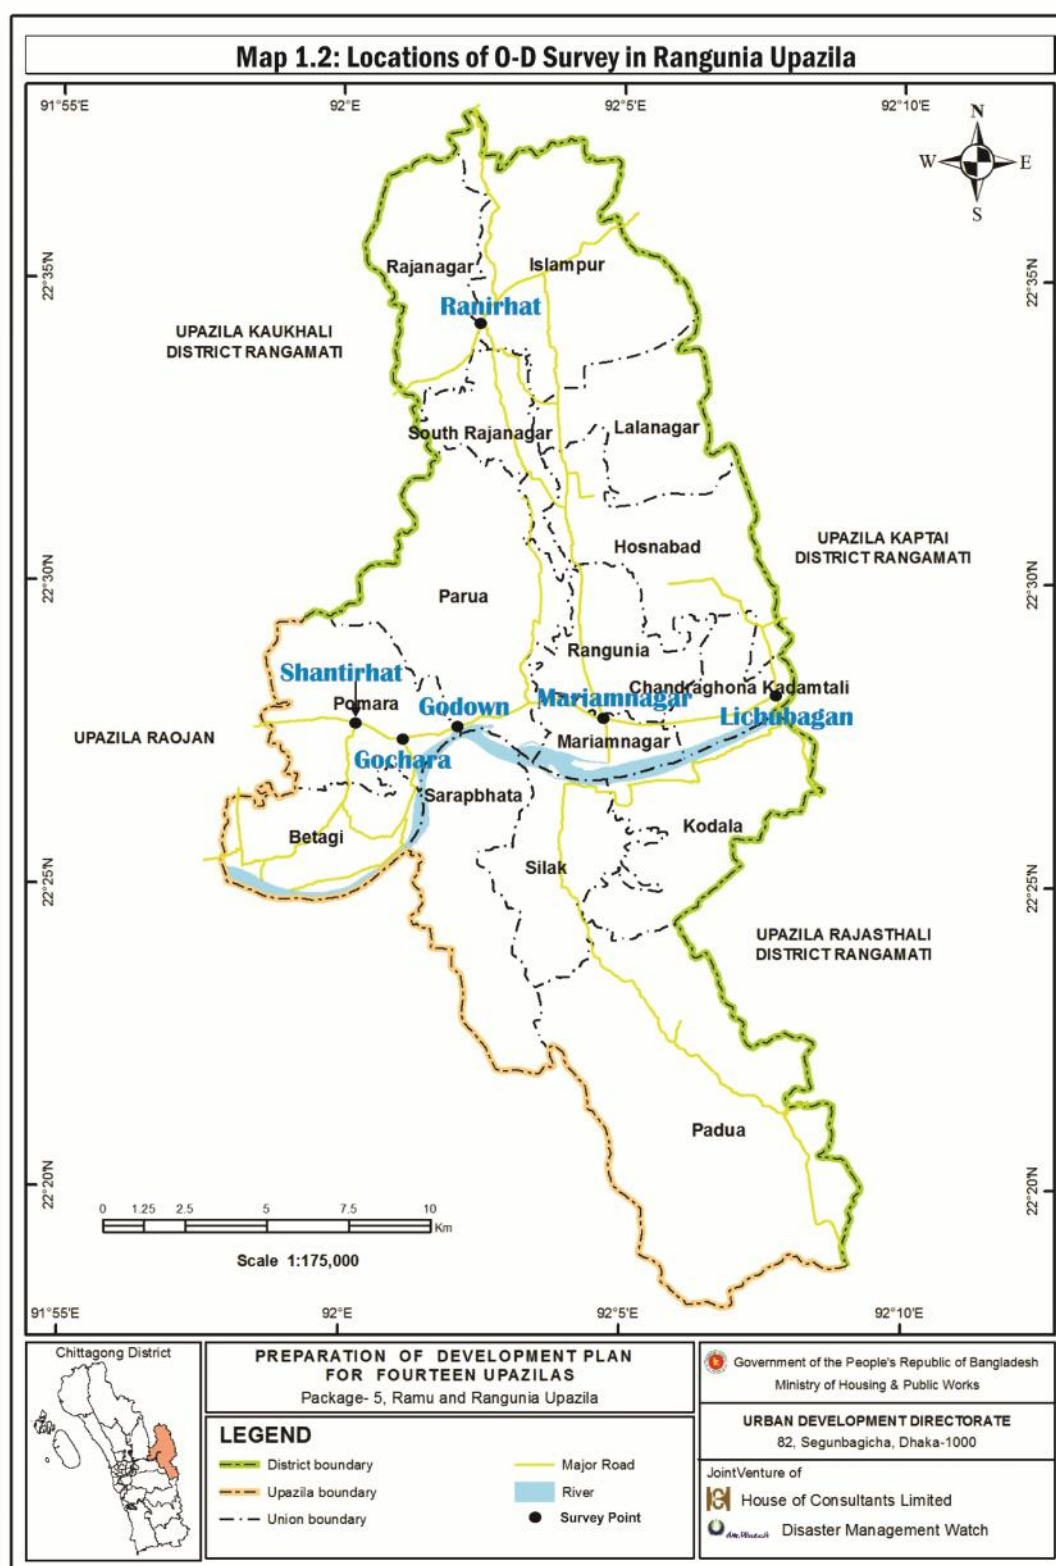 Map 1.2: Locations of O-D Survey in Rangunia Upazila
91°55'E 92°E 92°5'E 92°10'E
N
W E
S
22°35'N 22°35'N
Rajanagar Islampur
Ranirhat
UPAZILA KAUKHALI
DISTRICT RANGAMATI
South Rajanagar Lalanagar
Hosnabad
UPAZILA KAPTAI
DISTRICT RANGAMATI
22°30'N 22°30'N
Parua
Rangunia
Shantirhat
Chandraghona Kadamtali
Pomara Godown Mariamnagar
Lichubagan
UPAZILA RAOJAN
Mariamnagar
Gochara
Sarapbhata
Kodala
Betagi
Silak
22°25'N 22°25'N
UPAZILA RAJASTHALI
DISTRICT RANGAMATI
Padua
22°20'N 22°20'N
0 1.25 2.5 5 7.5 10
Km
Scale 1:175,000
91°55'E 92°E 92°5'E 92°10'E
Chittagong District
PREPARATION OF DEVELOPMENT PLAN
FOR FOURTEEN UPAZILAS
Package- 5, Ramu and Rangunia Upazila
LEGEND
District boundary
Upazila boundary
Union boundary
Major Road
River
Survey Point
Government of the People's Republic of Bangladesh
Ministry of Housing & Public Works
URBAN DEVELOPMENT DIRECTORATE
82, Segunbagicha, Dhaka-1000
JointVenture of
House of Consultants Limited
Disaster Management Watch